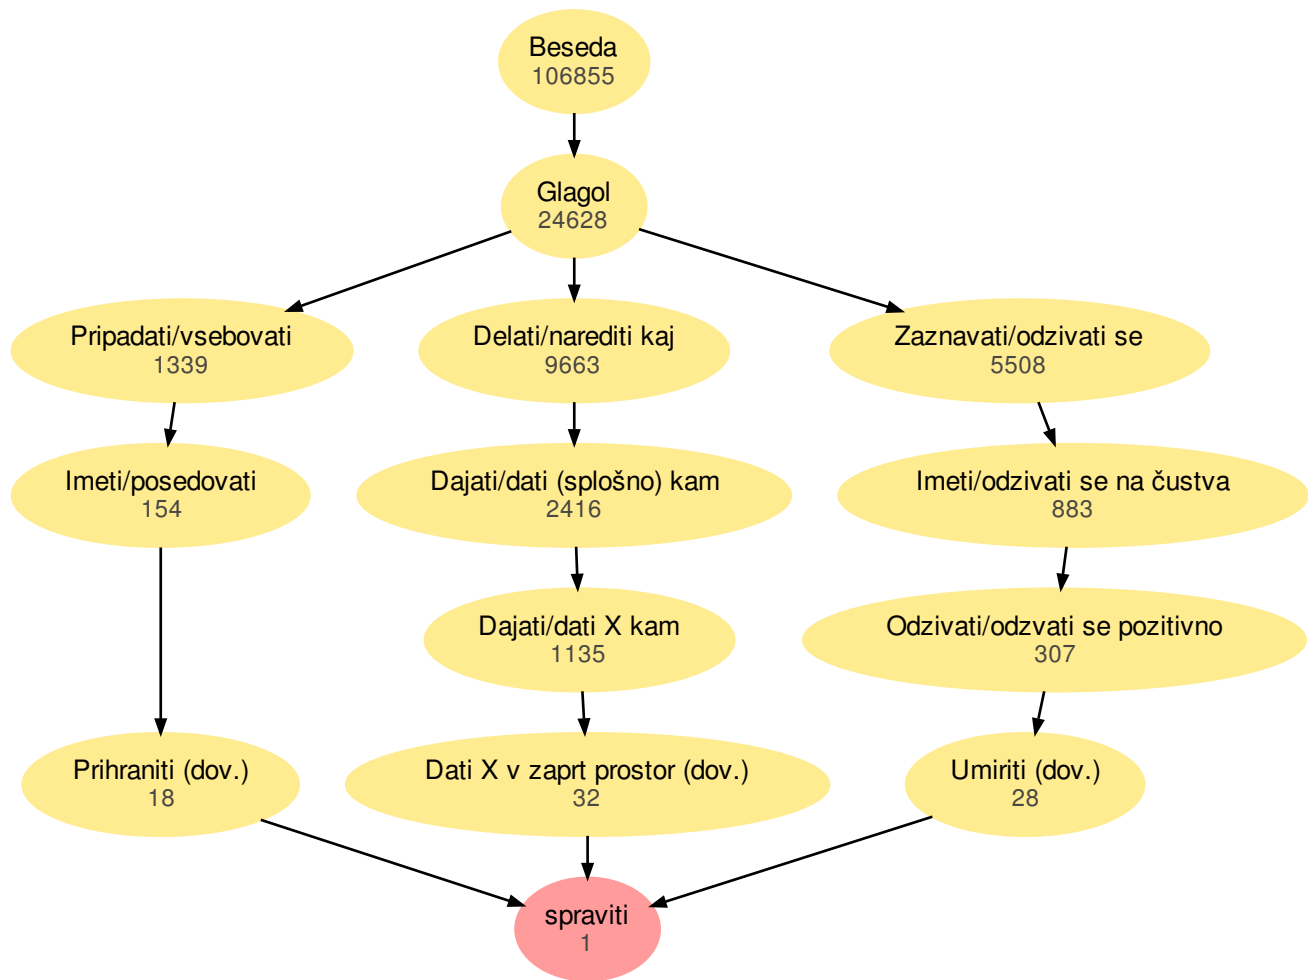 Beseda
106855
Glagol
24628
Pripadati/vsebovati
1339
Delati/narediti kaj
9663
Zaznavati/odzivati se
5508
Imeti/posedovati
154
Dajati/dati (splošno) kam
2416
Imeti/odzivati se na čustva
883
Dajati/dati X kam
1135
Odzivati/odzvati se pozitivno
307
Prihraniti (dov.)
18
Dati X v zaprt prostor (dov.)
32
Umiriti (dov.)
28
spraviti
1